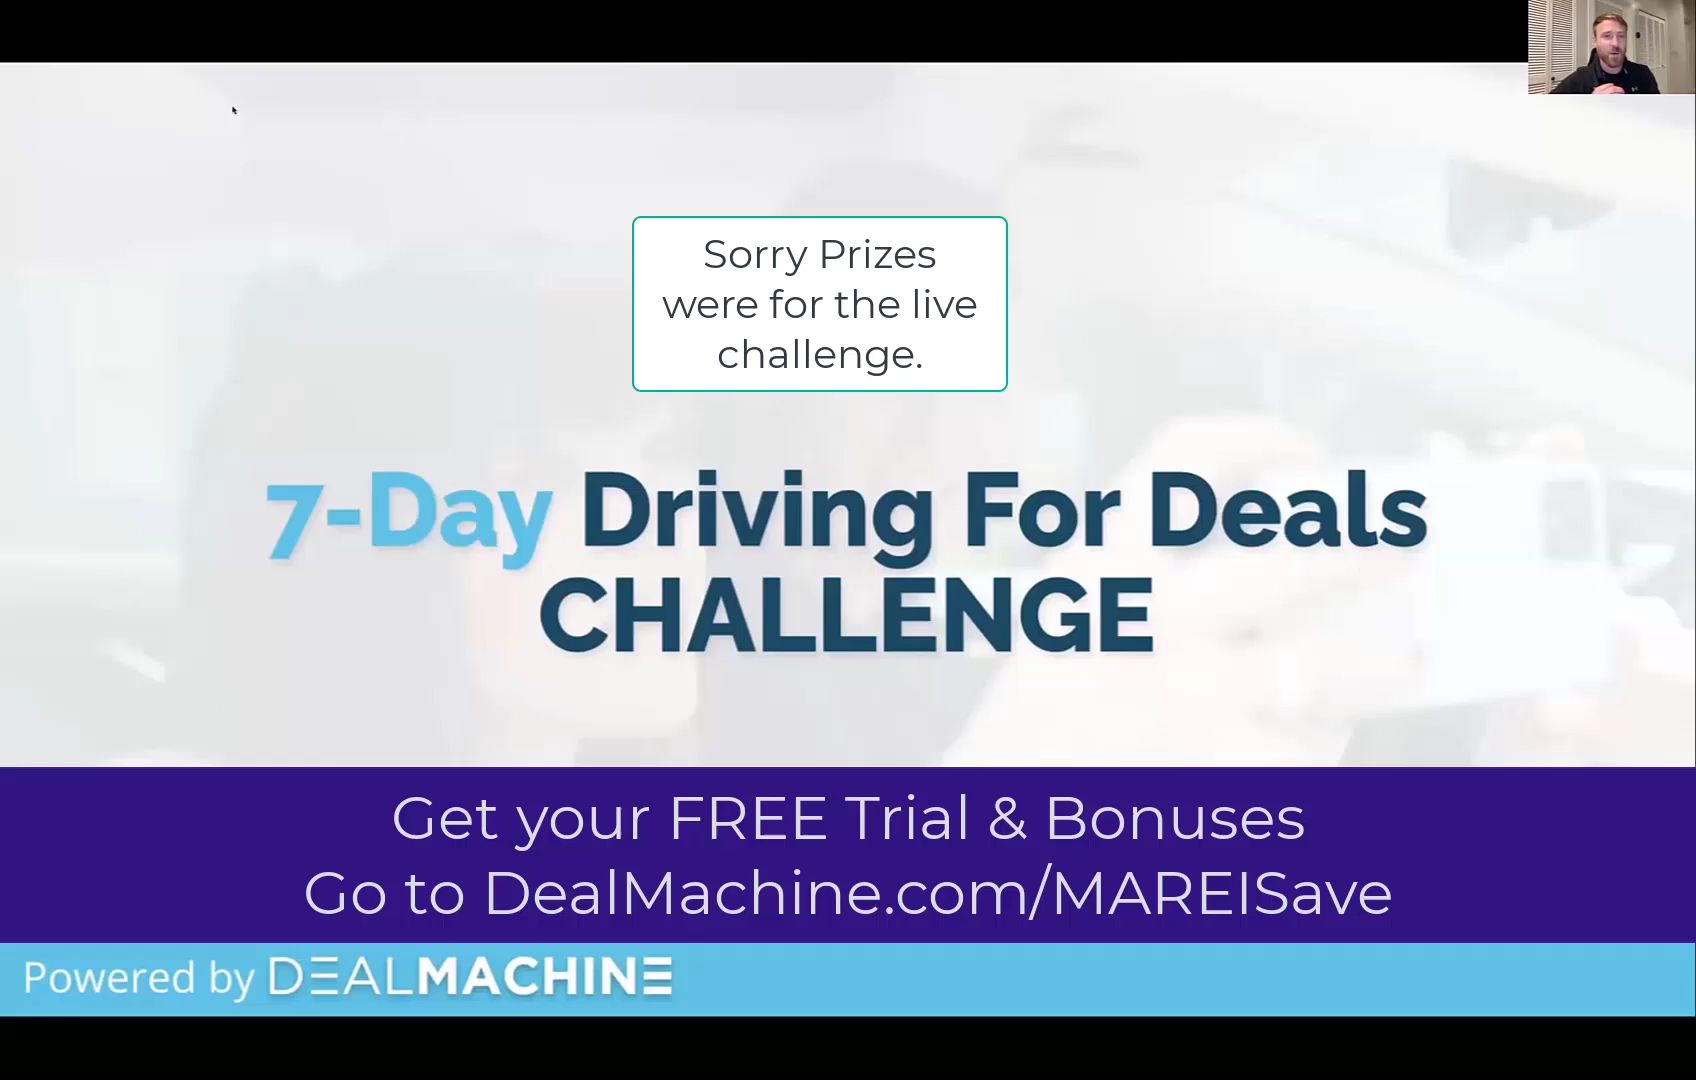 Sorry Prizes
were for the live
challenge.
7-Day Driving For Deals
CHALLENGE
Get your FREE Trial & Bonuses
Go to DealMachine.com/MAREISave
Powered by DEALMACHINE